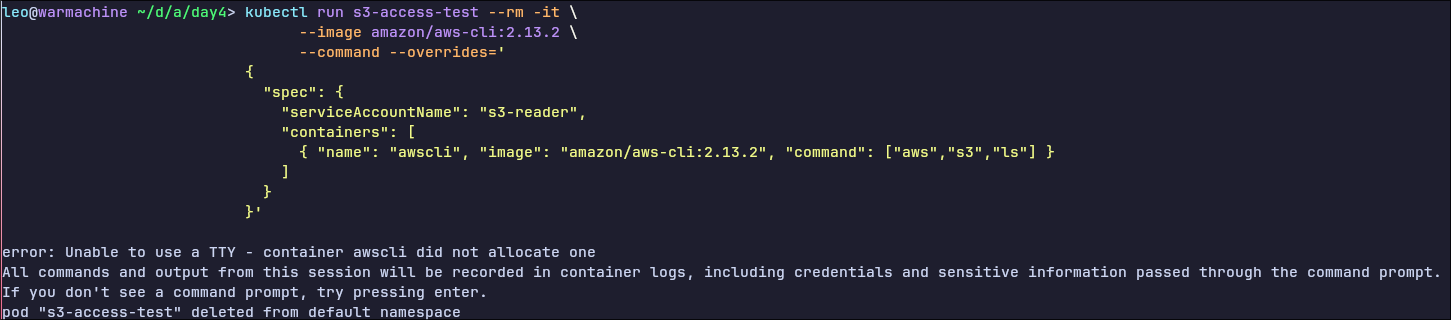 leo@warmachine ~/d/a/day4> kubectl run s3-access-test --rm -it \
--image amazon/aws-cli:2.13.2 \
--command --overrides='
{
"spec": {
"serviceAccountName": "s3-reader",
"containers": [
{ "name": "awscli", "image": "amazon/aws-cli:2.13.2", "command": ["aws","s3","ls"] }
]
}
}'
error: Unable to use a TTY - container awscli did not allocate one
All commands and output from this session will be recorded in container logs, including credentials and sensitive information passed through the command prompt.
If you don't see a command prompt, try pressing enter.
pod "s3-access-test" deleted from default namespace